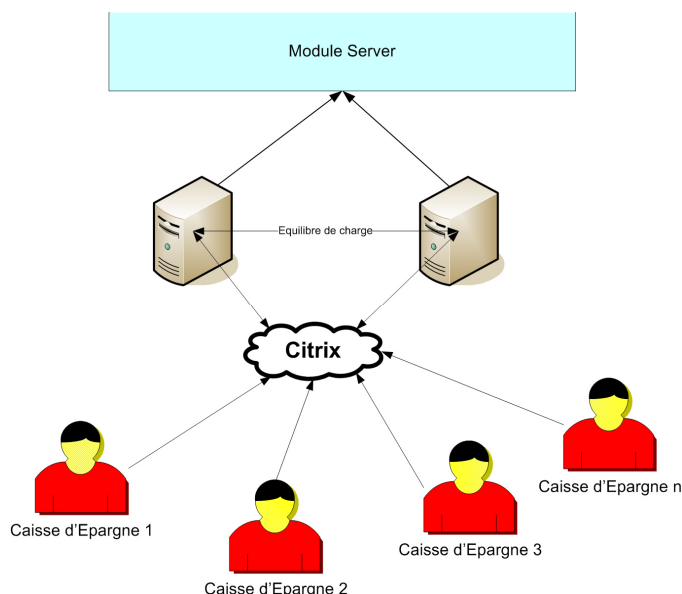 Module Server
Equilibre de charge
Citrix
Caisse d'Epargne n
Caisse d'Epargne 1
Caisse d'Epargne 3
Caisse d'Epargne 2